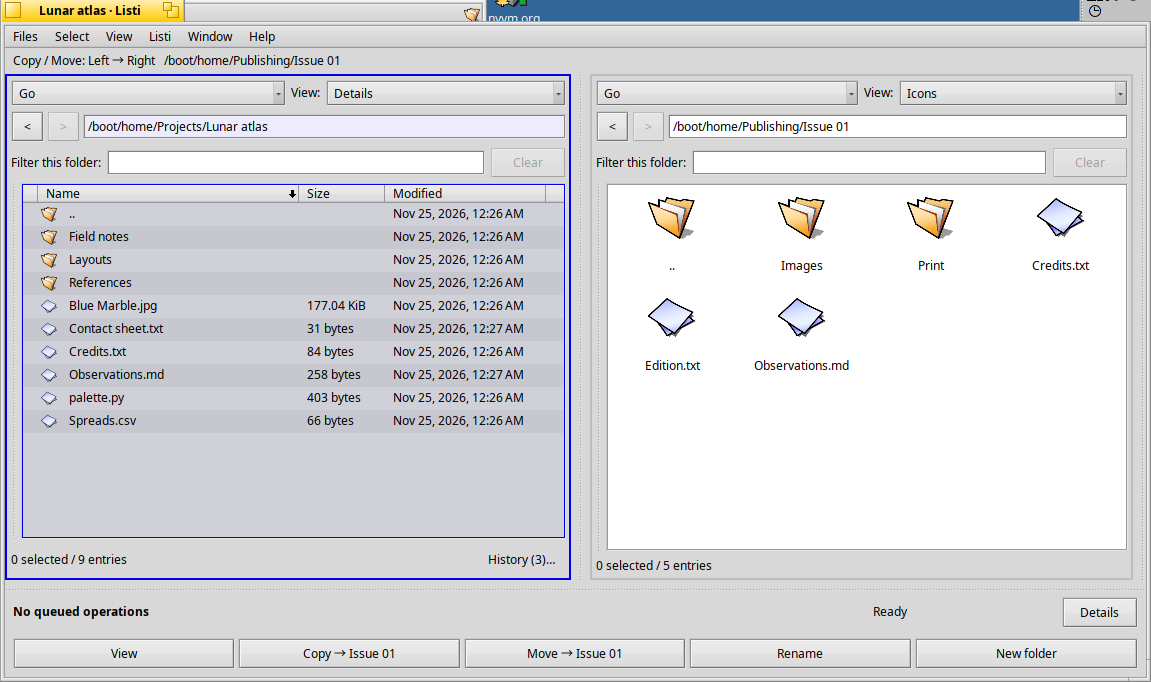 Lunar atlas · Listi
nyym.org
Files Select View Listi Window Help
Copy / Move: Left → Right /boot/home/Publishing/Issue 01
Go View: Details
< > /boot/home/Projects/Lunar atlas
Filter this folder: Clear
Name Size Modified
.. Nov 25, 2026, 12:26 AM
Field notes Nov 25, 2026, 12:26 AM
Layouts Nov 25, 2026, 12:26 AM
References Nov 25, 2026, 12:26 AM
Blue Marble.jpg 177.04 KiB Nov 25, 2026, 12:26 AM
Contact sheet.txt 31 bytes Nov 25, 2026, 12:27 AM
Credits.txt 84 bytes Nov 25, 2026, 12:26 AM
Observations.md 258 bytes Nov 25, 2026, 12:27 AM
palette.py 403 bytes Nov 25, 2026, 12:26 AM
Spreads.csv 66 bytes Nov 25, 2026, 12:26 AM
0 selected / 9 entries History (3)...
Go View: Icons
< > /boot/home/Publishing/Issue 01
Filter this folder: Clear
.. Images Print Credits.txt
Edition.txt Observations.md
0 selected / 5 entries
No queued operations Ready Details
View Copy → Issue 01 Move → Issue 01 Rename New folder